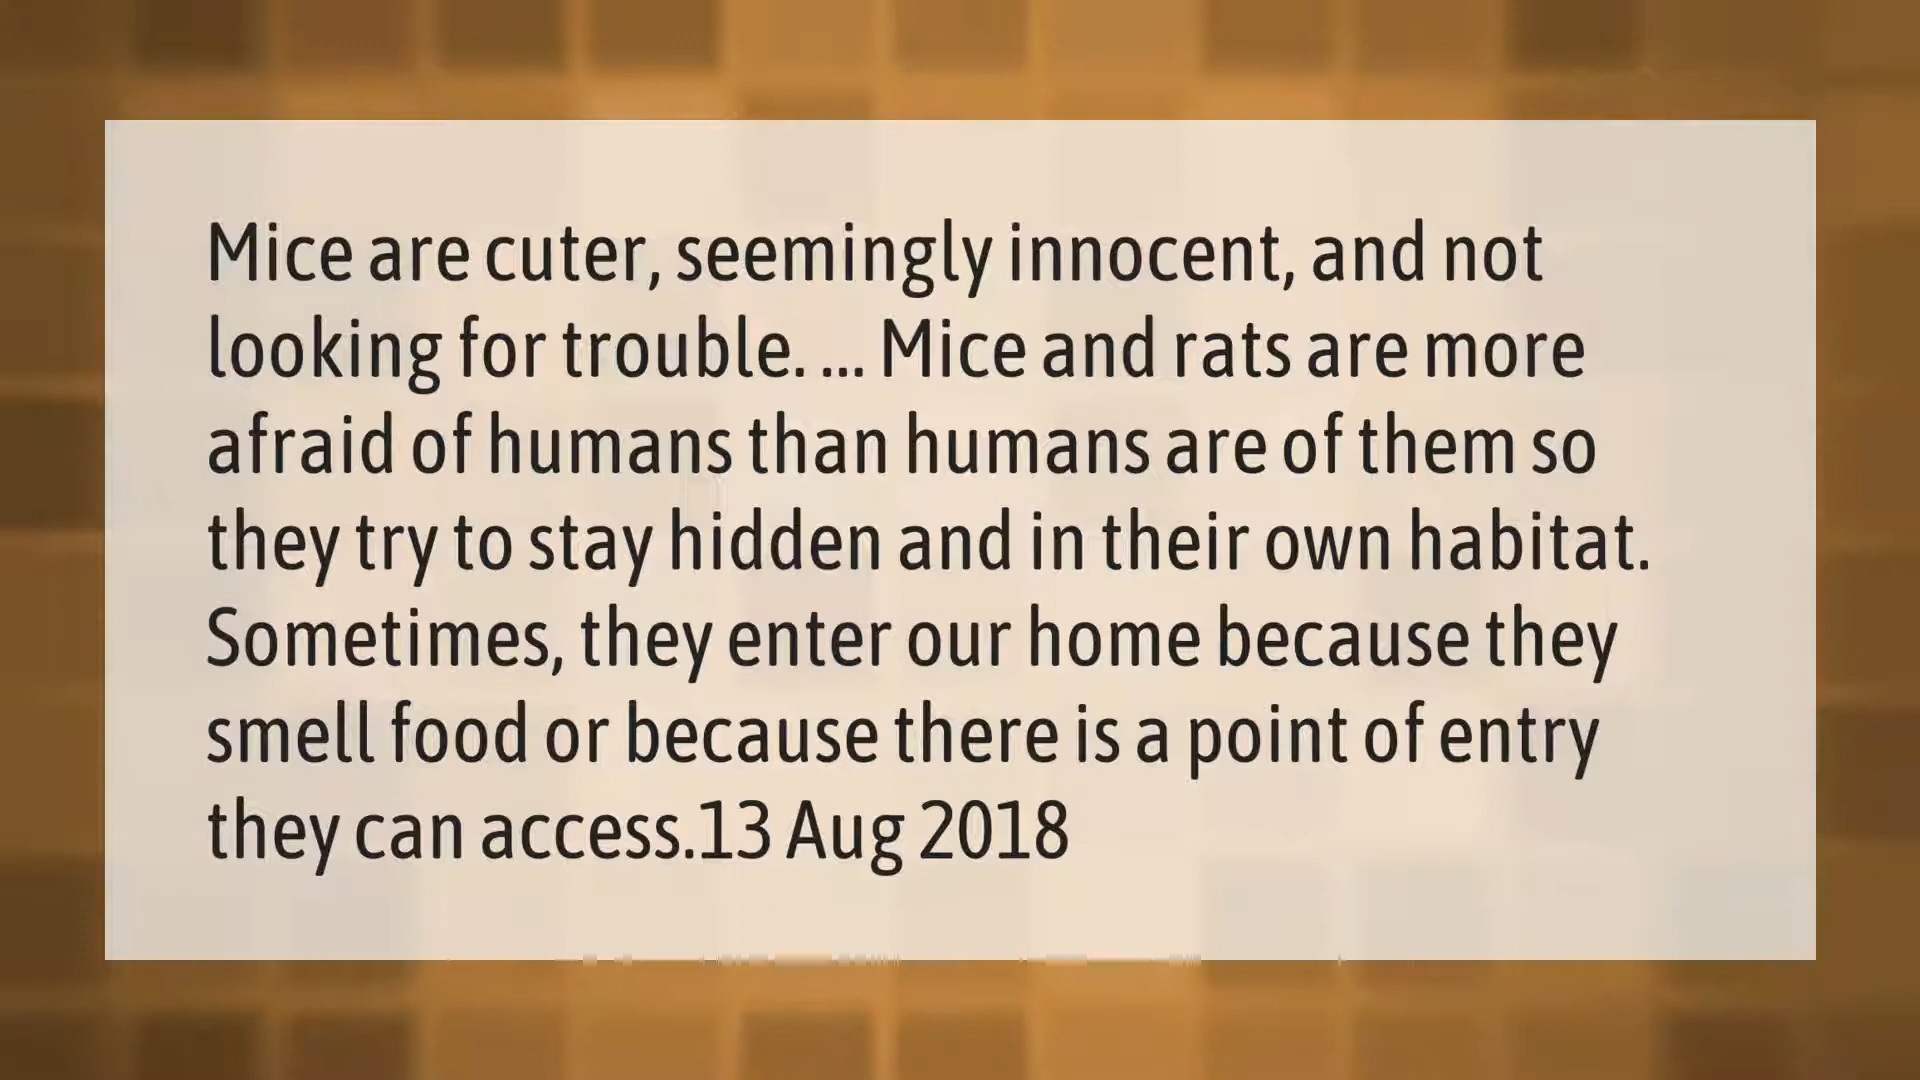 Mice are cuter, seemingly innocent, and not
looking for trouble. ... Mice and rats are more
afraid of humans than humans are of them so
they try to stay hidden and in their own habitat.
Sometimes, they enter our home because they
smell food or because there is a point of entry
they can access.13 Aug 2018